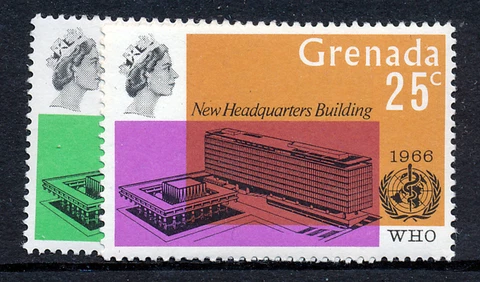 Grenada
25c
New Headquarters Building
1966
WHO